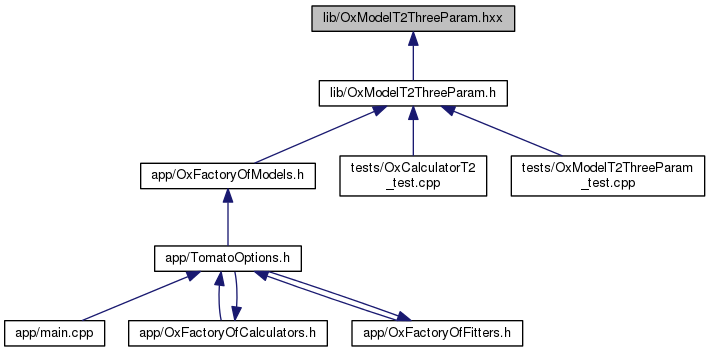 lib/OxModelT2ThreeParam.hxx
lib/OxModelT2ThreeParam.h
app/OxFactoryOfModels.h
tests/OxCalculatorT2
_test.cpp
tests/OxModelT2ThreeParam
_test.cpp
app/TomatoOptions.h
app/main.cpp
app/OxFactoryOfCalculators.h
app/OxFactoryOfFitters.h